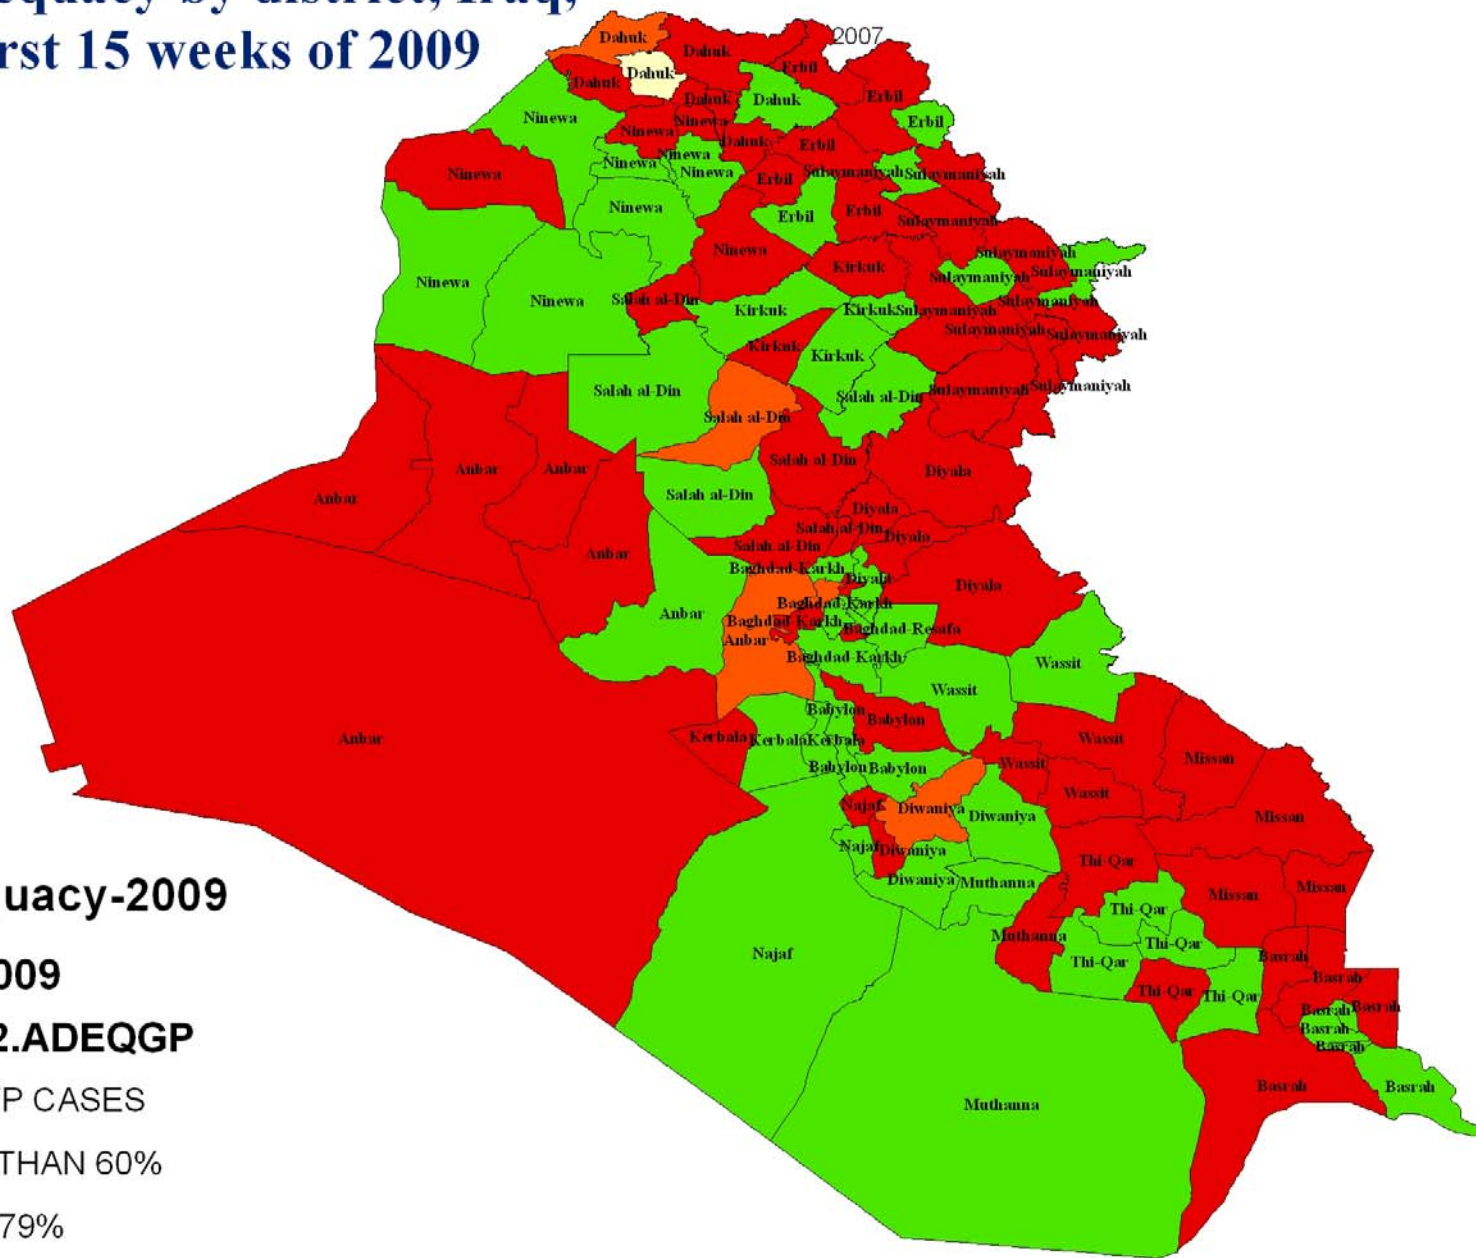 equacy by district, Iraq,
rst 15 weeks of 2009
2007
Dahuk
Dahuk
Dahuk
Dahuk
Dahuk
Dahuk
Dahuk
Erbil
Erbil
Erbil
Erbil
Erbil
Erbil
Erbil
Ninewa
Ninewa
Ninewa
Ninewa
Ninewa
Ninewa
Ninewa
Ninewa
Ninewa
Ninewa
Ninewa
Sulaymaniyah
Sulaymaniyah
Sulaymaniyah
Sulaymaniyah
Sulaymaniyah
Sulaymaniyah
Sulaymaniyah
Sulaymaniyah
Sulaymaniyah
Sulaymaniyah
Sulaymaniyah
Sulaymaniyah
Kirkuk
Kirkuk
Kirkuk
Kirkuk
Kirkuk
Salah al-Din
Salah al-Din
Salah al-Din
Salah al-Din
Salah al-Din
Salah al-Din
Salah al-Din
Salah al-Din
Diyala
Diyala
Diyala
Diyala
Diyala
Anbar
Anbar
Anbar
Anbar
Anbar
Anbar
Anbar
Baghdad-Karkh
Baghdad-Karkh
Baghdad-Karkh
Baghdad-Resafa
Baghdad-Karkh
Wassit
Wassit
Wassit
Wassit
Wassit
Babylon
Babylon
Babylon
Babylon
Kerbala
Kerbala
Kerbala
Najaf
Najaf
Najaf
Diwaniya
Diwaniya
Diwaniya
Diwaniya
Muthanna
Muthanna
Muthanna
Missan
Missan
Missan
Missan
Thi-Qar
Thi-Qar
Thi-Qar
Thi-Qar
Thi-Qar
Thi-Qar
Basrah
Basrah
Basrah
Basrah
Basrah
Basrah
Basrah
Basrah
uacy-2009
009
2.ADEQGP
P CASES
THAN 60%
79%